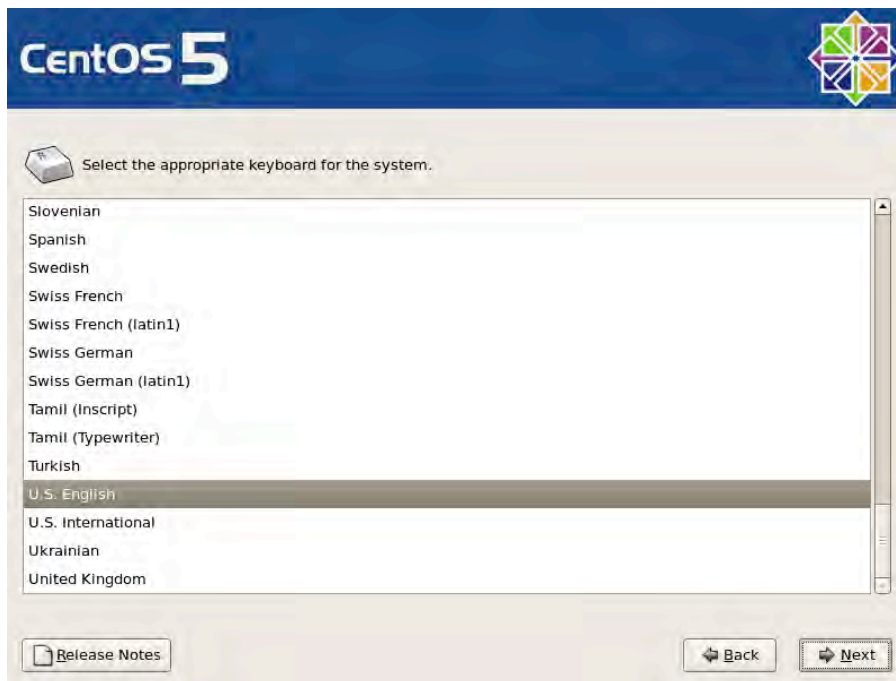 CentOS 5
Select the appropriate keyboard for the system.
Slovenian
Spanish
Swedish
Swiss French
Swiss French (latin1)
Swiss German
Swiss German (latin1)
Tamil (Inscript)
Tamil (Typewriter)
Turkish
U.S. English
U.S. International
Ukrainian
United Kingdom
Release Notes
Back
Next